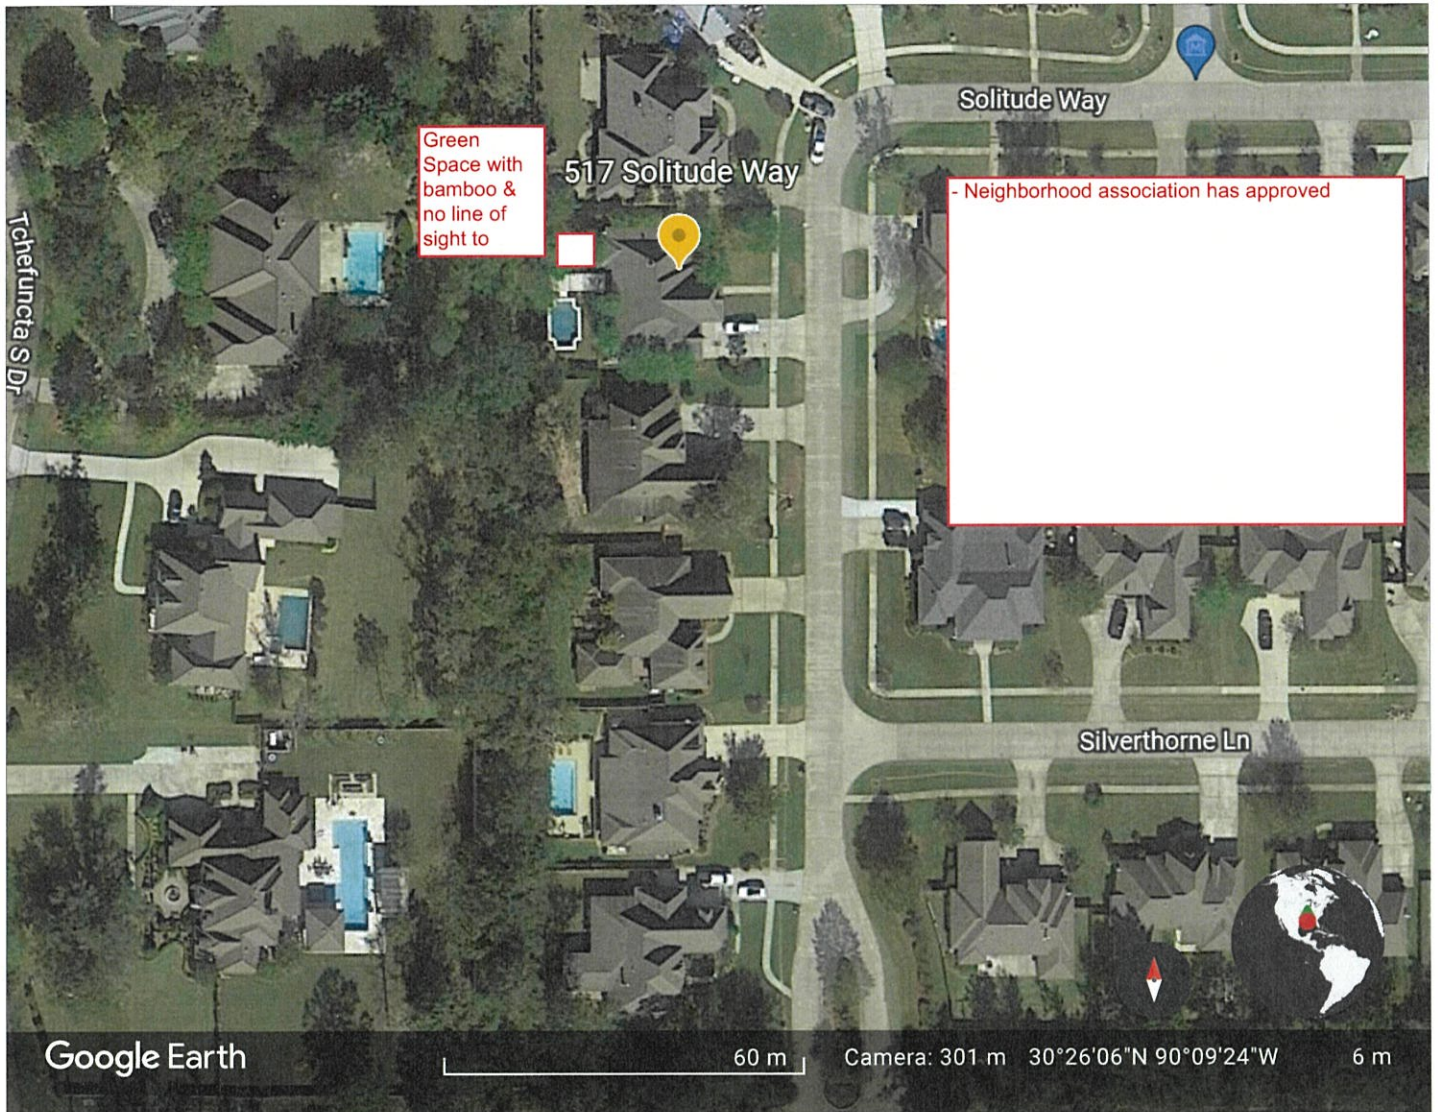 Solitude Way
Green
Space with
bamboo &
no line of
sight to
517 Solitude Way
- Neighborhood association has approved
Tchefuncta S Dr
Silverthorne Ln
Google Earth
60 m
Camera: 301 m 30°26'06"N 90°09'24"W
6 m